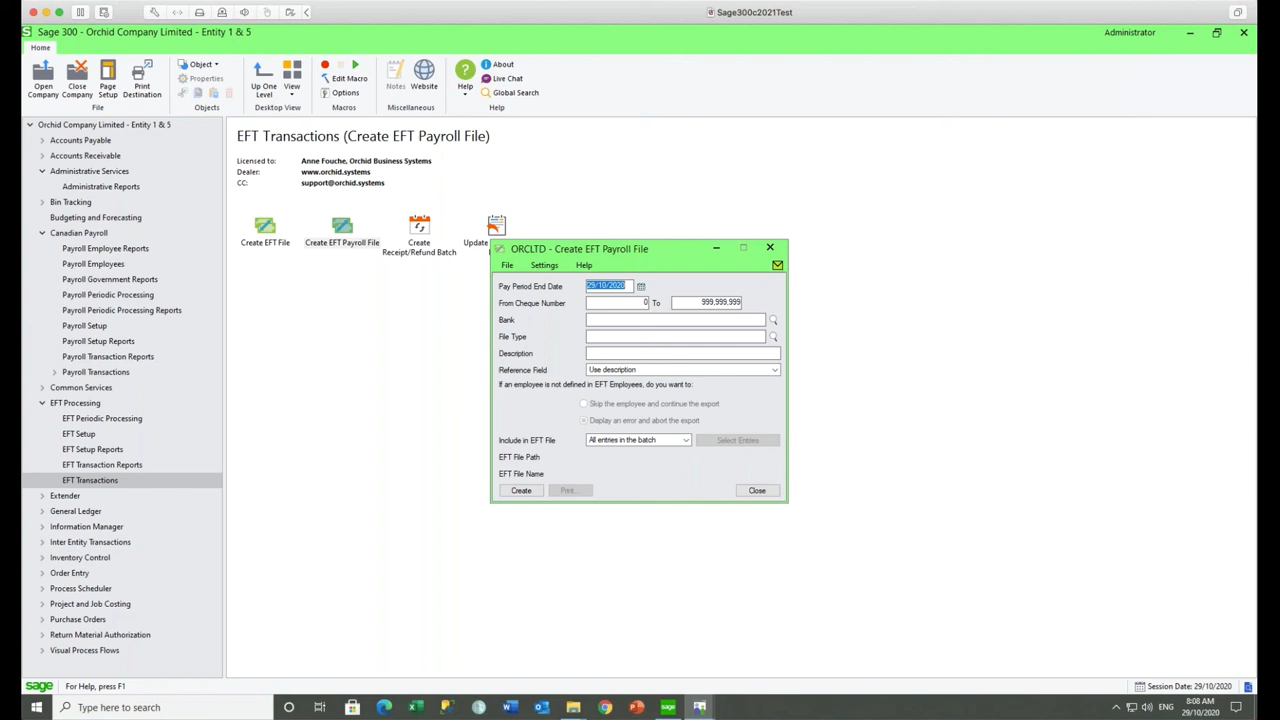 Sage300c2021Test
Sage 300 - Orchid Company Limited - Entity 1 & 5
Administrator
Home
Open Company
Close Company
Page Setup
Print Destination
File
Object
Properties
Objects
Up One Level
View
Desktop View
Edit Macro
Options
Macros
Notes
Website
Miscellaneous
Help
About
Live Chat
Global Search
Help
Orchid Company Limited - Entity 1 & 5
Accounts Payable
Accounts Receivable
Administrative Services
Administrative Reports
Bin Tracking
Budgeting and Forecasting
Canadian Payroll
Payroll Employee Reports
Payroll Employees
Payroll Government Reports
Payroll Periodic Processing
Payroll Periodic Processing Reports
Payroll Setup
Payroll Setup Reports
Payroll Transaction Reports
Payroll Transactions
Common Services
EFT Processing
EFT Periodic Processing
EFT Setup
EFT Setup Reports
EFT Transaction Reports
EFT Transactions
Extender
General Ledger
Information Manager
Inter Entity Transactions
Inventory Control
Order Entry
Process Scheduler
Project and Job Costing
Purchase Orders
Return Material Authorization
Visual Process Flows
EFT Transactions (Create EFT Payroll File)
Licensed to: Anne Fouche, Orchid Business Systems
Dealer: www.orchid.systems
CC: support@orchid.systems
Create EFT File
Create EFT Payroll File
Create Receipt/Refund Batch
Update
ORCLTD - Create EFT Payroll File
File Settings Help
Pay Period End Date 29/10/2020
From Cheque Number 0 To 999,999,999
Bank
File Type
Description
Reference Field Use description
If an employee is not defined in EFT Employees, do you want to:
Skip the employee and continue the export
Display an error and abort the export
Include in EFT File All entries in the batch Select Entries
EFT File Path
EFT File Name
Create Print... Close
sage For Help, press F1
Session Date: 29/10/2020
Type here to search
sage
ENG
8:08 AM
29/10/2020